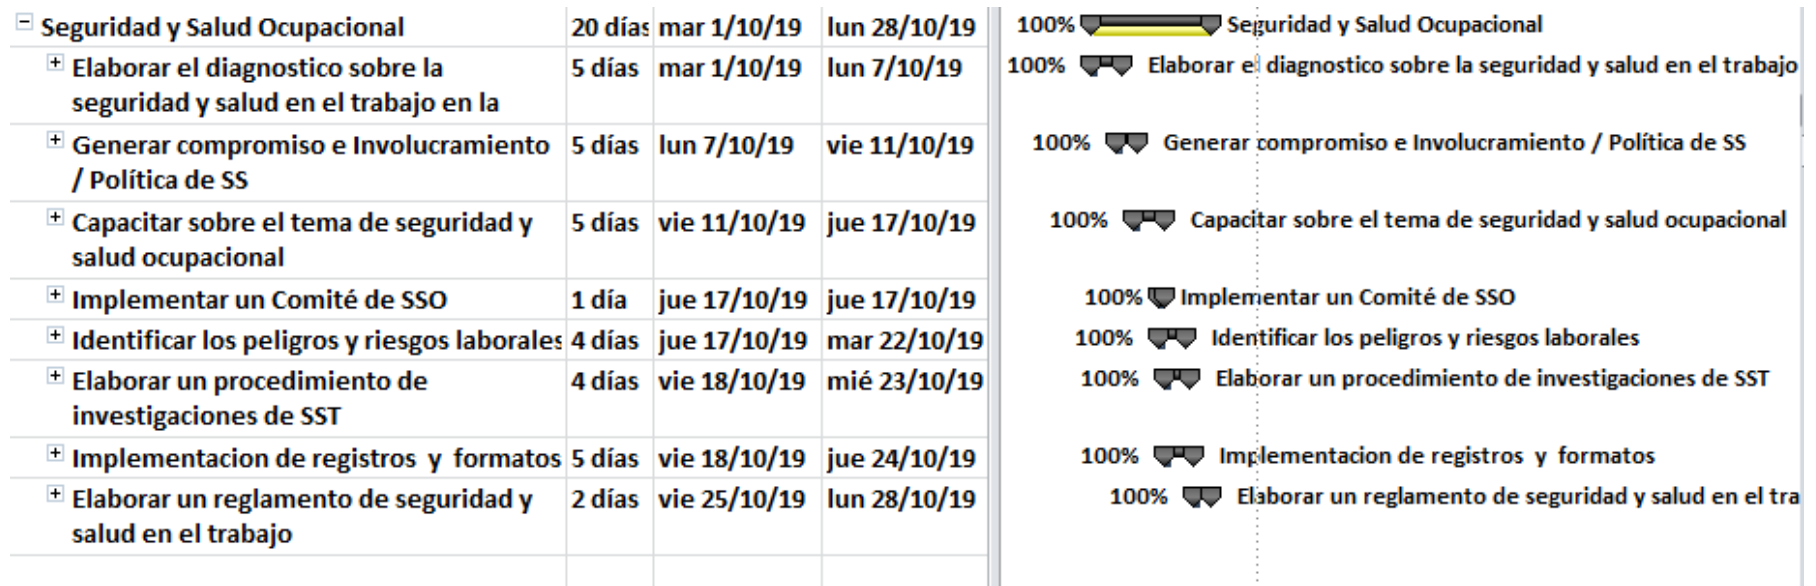 Seguridad y Salud Ocupacional 20 días mar 1/10/19 lun 28/10/19 100% Seguridad y Salud Ocupacional
Elaborar el diagnostico sobre la 5 días mar 1/10/19 lun 7/10/19 100% Elaborar el diagnostico sobre la seguridad y salud en el trabajo
seguridad y salud en el trabajo en la
Generar compromiso e Involucramiento 5 días lun 7/10/19 vie 11/10/19 100% Generar compromiso e Involucramiento / Política de SS
/ Política de SS
Capacitar sobre el tema de seguridad y 5 días vie 11/10/19 jue 17/10/19 100% Capacitar sobre el tema de seguridad y salud ocupacional
salud ocupacional
Implementar un Comité de SSO 1 día jue 17/10/19 jue 17/10/19 100% Implementar un Comité de SSO
Identificar los peligros y riesgos laborales 4 días jue 17/10/19 mar 22/10/19 100% Identificar los peligros y riesgos laborales
Elaborar un procedimiento de 4 días vie 18/10/19 mié 23/10/19 100% Elaborar un procedimiento de investigaciones de SST
investigaciones de SST
Implementacion de registros y formatos 5 días vie 18/10/19 jue 24/10/19 100% Implementacion de registros y formatos
Elaborar un reglamento de seguridad y 2 días vie 25/10/19 lun 28/10/19 100% Elaborar un reglamento de seguridad y salud en el tra
salud en el trabajo